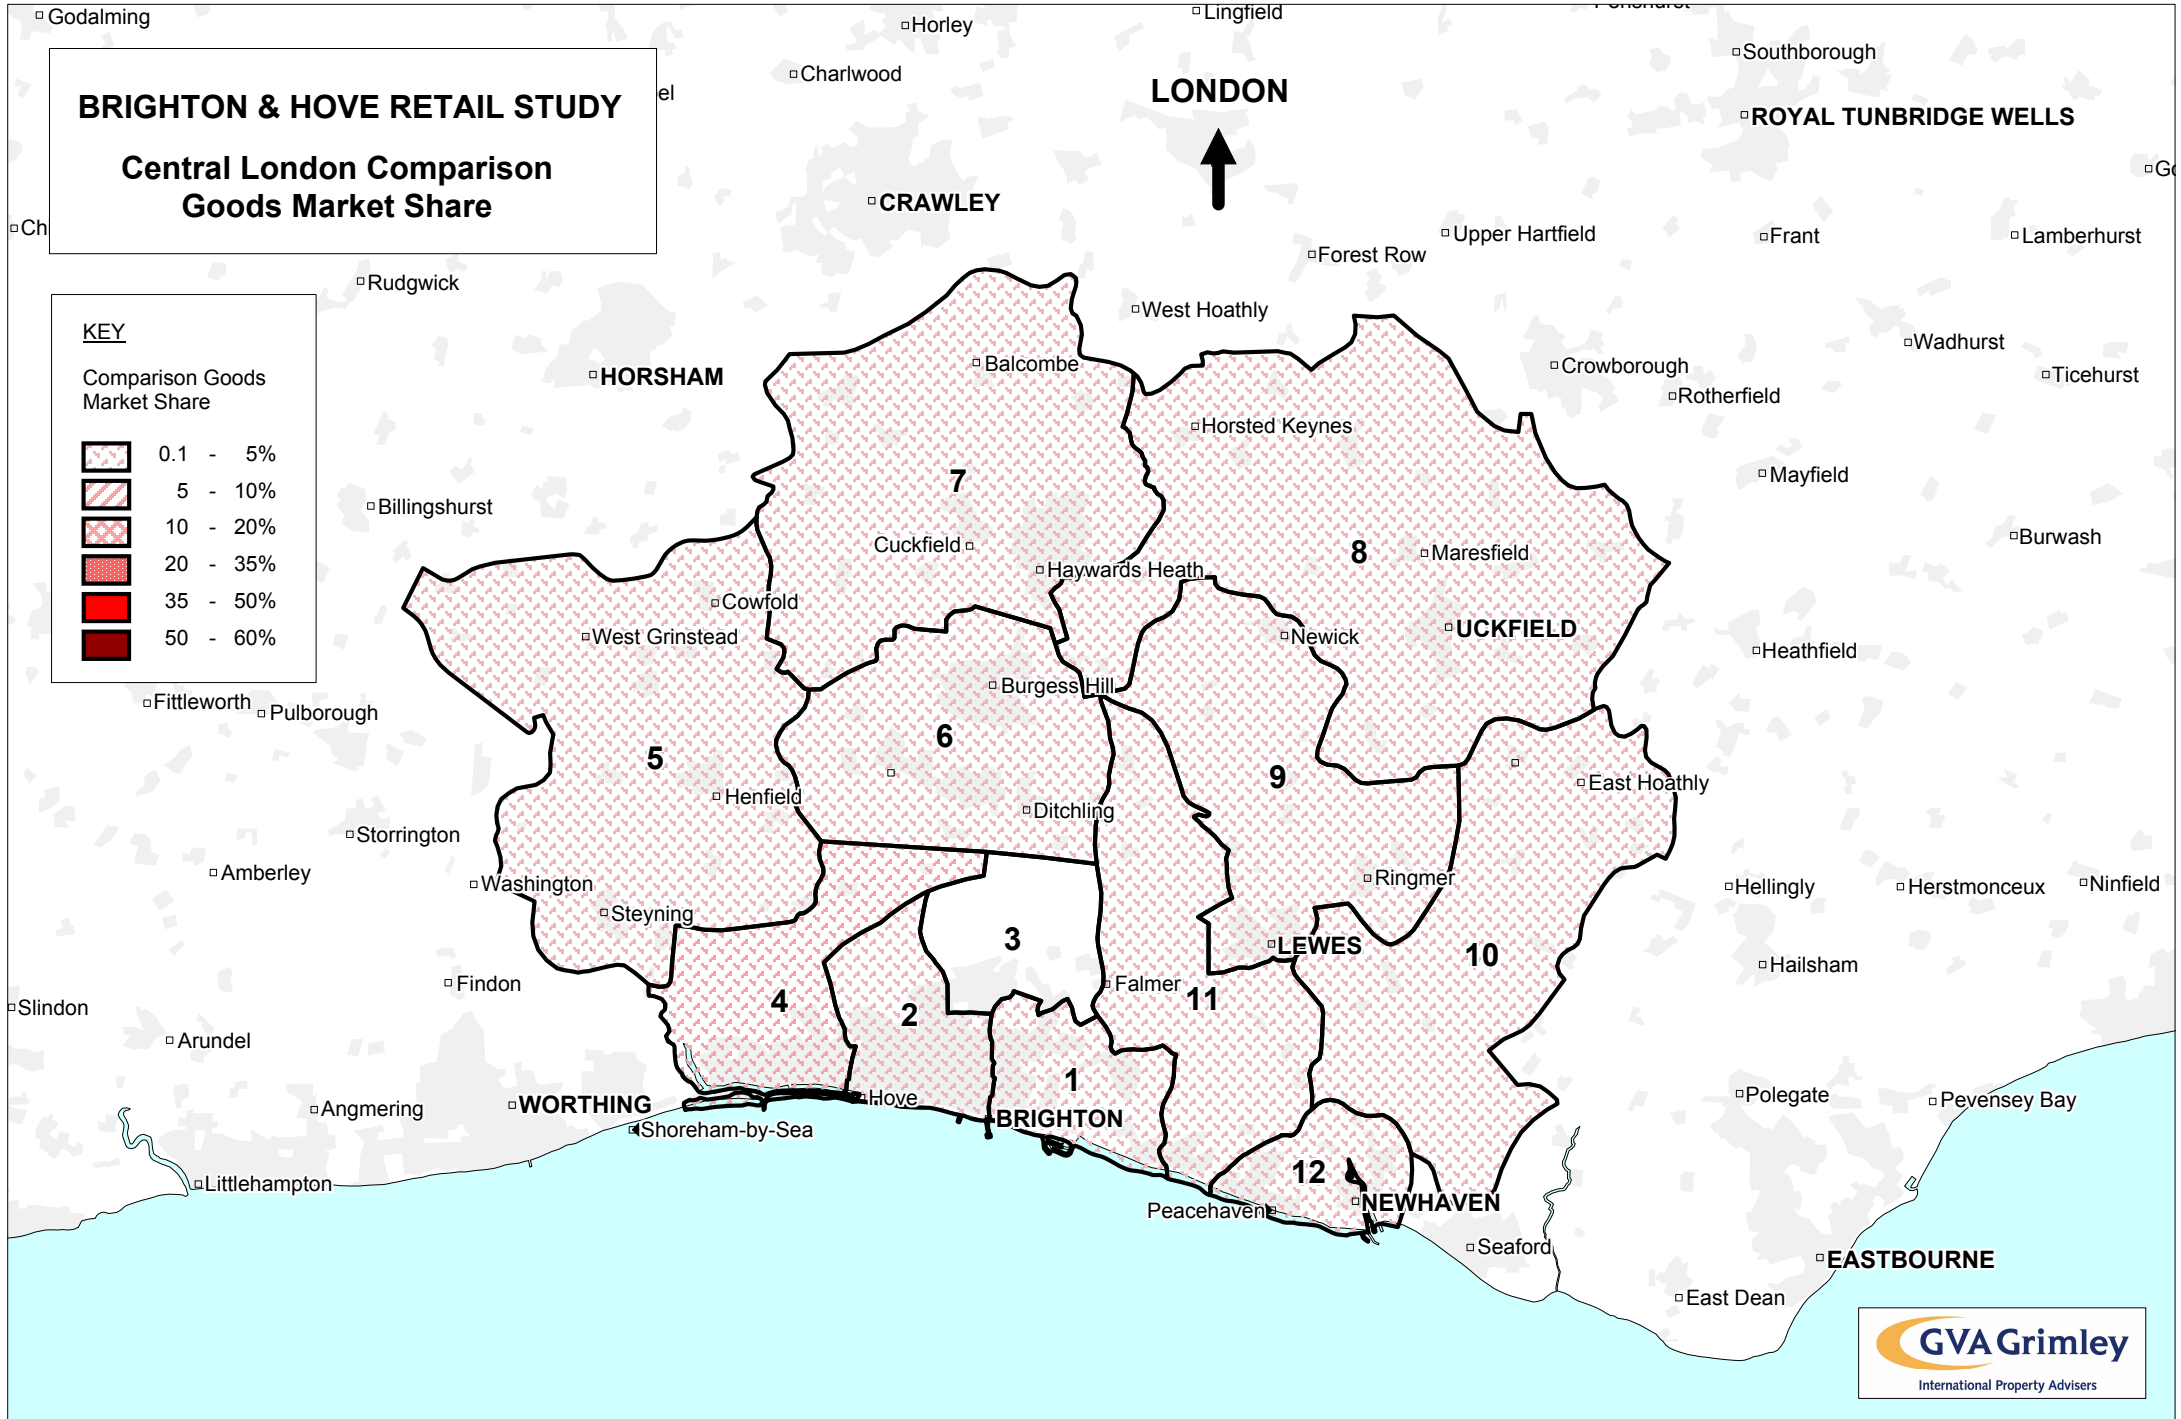 Godalming
Horley
Lingfield
Southborough
Charlwood
BRIGHTON & HOVE RETAIL STUDY
Central London Comparison
Goods Market Share
LONDON
ROYAL TUNBRIDGE WELLS
CRAWLEY
Upper Hartfield
Frant
Lamberhurst
Forest Row
Rudgwick
West Hoathly
KEY
Comparison Goods
Market Share
0.1 - 5%
5 - 10%
10 - 20%
20 - 35%
35 - 50%
50 - 60%
Wadhurst
HORSHAM
Balcombe
Crowborough
Ticehurst
Rotherfield
Horsted Keynes
7
Mayfield
Billingshurst
Cuckfield
8
Maresfield
Burwash
Haywards Heath
Cowfold
West Grinstead
Newick
UCKFIELD
Heathfield
Fittleworth
Pulborough
Burgess Hill
6
5
9
East Hoathly
Henfield
Ditchling
Storrington
Amberley
Washington
Ringmer
Hellingly
Herstmonceux
Ninfield
Steyning
3
LEWES
10
Hailsham
Findon
Falmer
Slindon
4
2
11
Arundel
1
Polegate
Pevensey Bay
Angmering
WORTHING
Hove
BRIGHTON
Shoreham-by-Sea
12
Littlehampton
Peacehaven
NEWHAVEN
Seaford
EASTBOURNE
East Dean
GVA Grimley
International Property Advisers